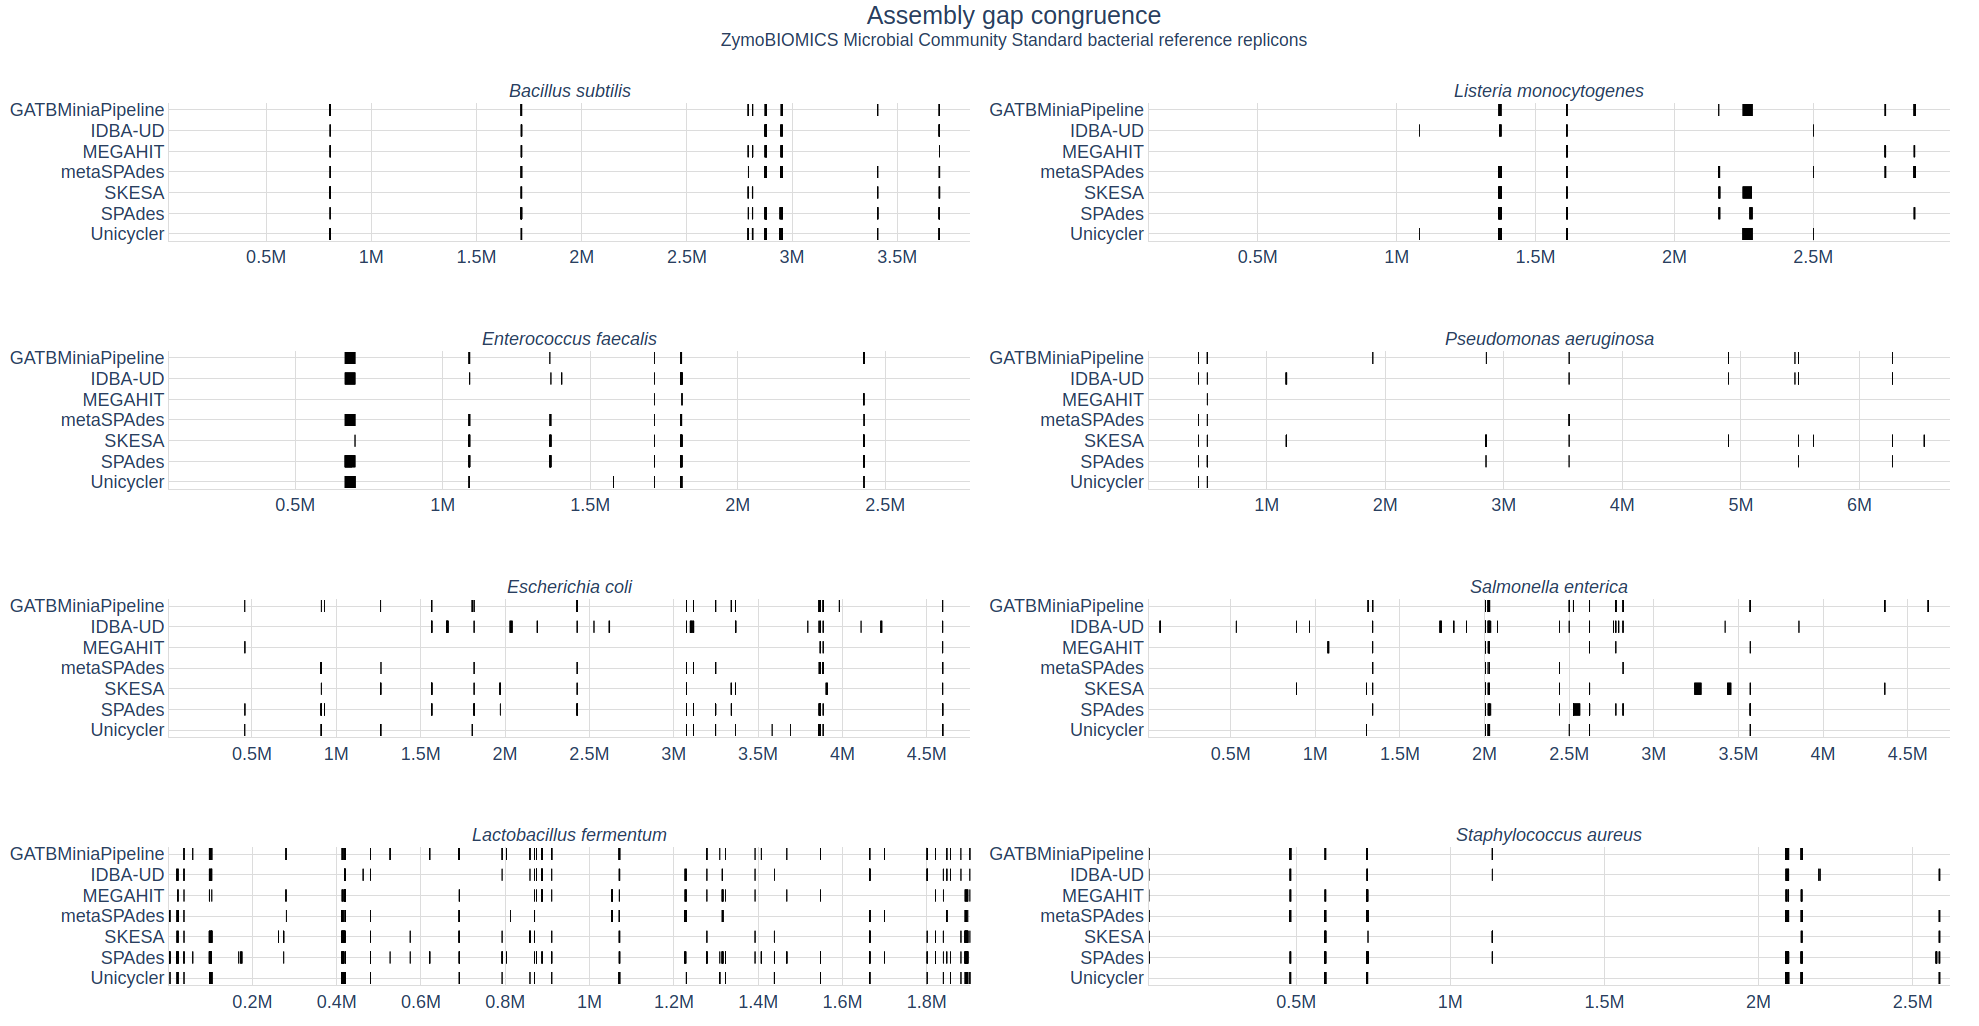 Assembly gap congruence
ZymoBIOMICS Microbial Community Standard bacterial reference replicons
Bacillus subtilis
GATBMiniaPipeline
IDBA-UD
MEGAHIT
metaSPAdes
SKESA
SPAdes
Unicycler
0.5M 1M 1.5M 2M 2.5M 3M 3.5M
Listeria monocytogenes
GATBMiniaPipeline
IDBA-UD
MEGAHIT
metaSPAdes
SKESA
SPAdes
Unicycler
0.5M 1M 1.5M 2M 2.5M
Enterococcus faecalis
GATBMiniaPipeline
IDBA-UD
MEGAHIT
metaSPAdes
SKESA
SPAdes
Unicycler
0.5M 1M 1.5M 2M 2.5M
Pseudomonas aeruginosa
GATBMiniaPipeline
IDBA-UD
MEGAHIT
metaSPAdes
SKESA
SPAdes
Unicycler
1M 2M 3M 4M 5M 6M
Escherichia coli
GATBMiniaPipeline
IDBA-UD
MEGAHIT
metaSPAdes
SKESA
SPAdes
Unicycler
0.5M 1M 1.5M 2M 2.5M 3M 3.5M 4M 4.5M
Salmonella enterica
GATBMiniaPipeline
IDBA-UD
MEGAHIT
metaSPAdes
SKESA
SPAdes
Unicycler
0.5M 1M 1.5M 2M 2.5M 3M 3.5M 4M 4.5M
Lactobacillus fermentum
GATBMiniaPipeline
IDBA-UD
MEGAHIT
metaSPAdes
SKESA
SPAdes
Unicycler
0.2M 0.4M 0.6M 0.8M 1M 1.2M 1.4M 1.6M 1.8M
Staphylococcus aureus
GATBMiniaPipeline
IDBA-UD
MEGAHIT
metaSPAdes
SKESA
SPAdes
Unicycler
0.5M 1M 1.5M 2M 2.5M